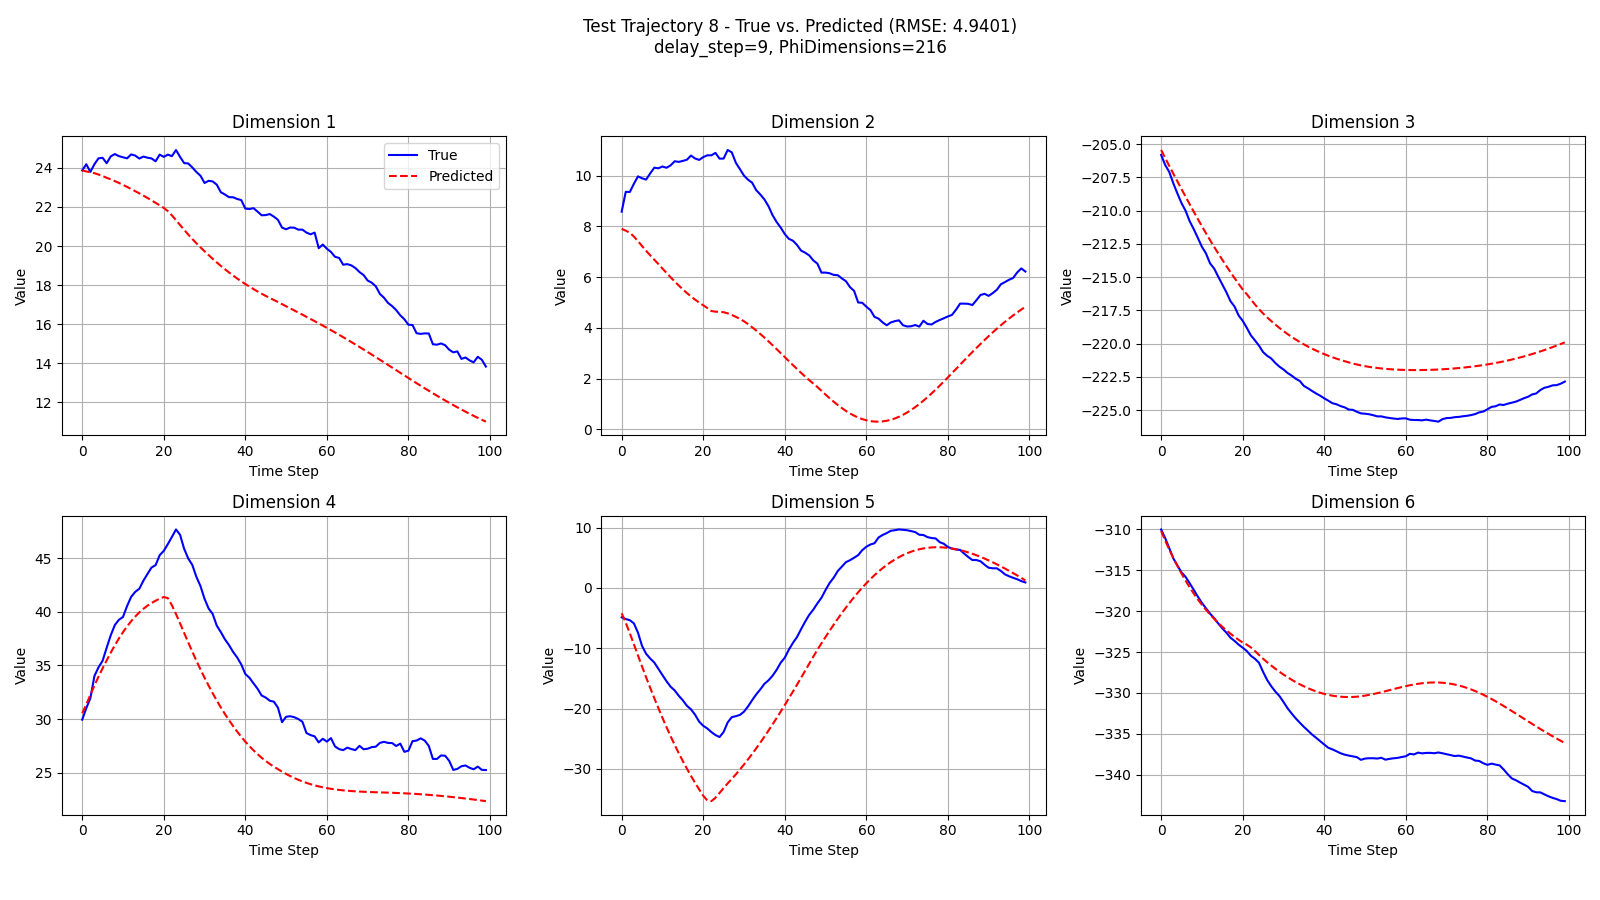 Test Trajectory 8 - True vs. Predicted (RMSE: 4.9401)
delay_step=9, PhiDimensions=216
Dimension 1
True
Predicted
Value
24
22
20
18
16
14
12
0 20 40 60 80 100
Time Step
Dimension 2
Value
10
8
6
4
2
0
0 20 40 60 80 100
Time Step
Dimension 3
Value
−205.0
−207.5
−210.0
−212.5
−215.0
−217.5
−220.0
−222.5
−225.0
0 20 40 60 80 100
Time Step
Dimension 4
Value
45
40
35
30
25
0 20 40 60 80 100
Time Step
Dimension 5
Value
10
0
−10
−20
−30
0 20 40 60 80 100
Time Step
Dimension 6
Value
−310
−315
−320
−325
−330
−335
−340
0 20 40 60 80 100
Time Step